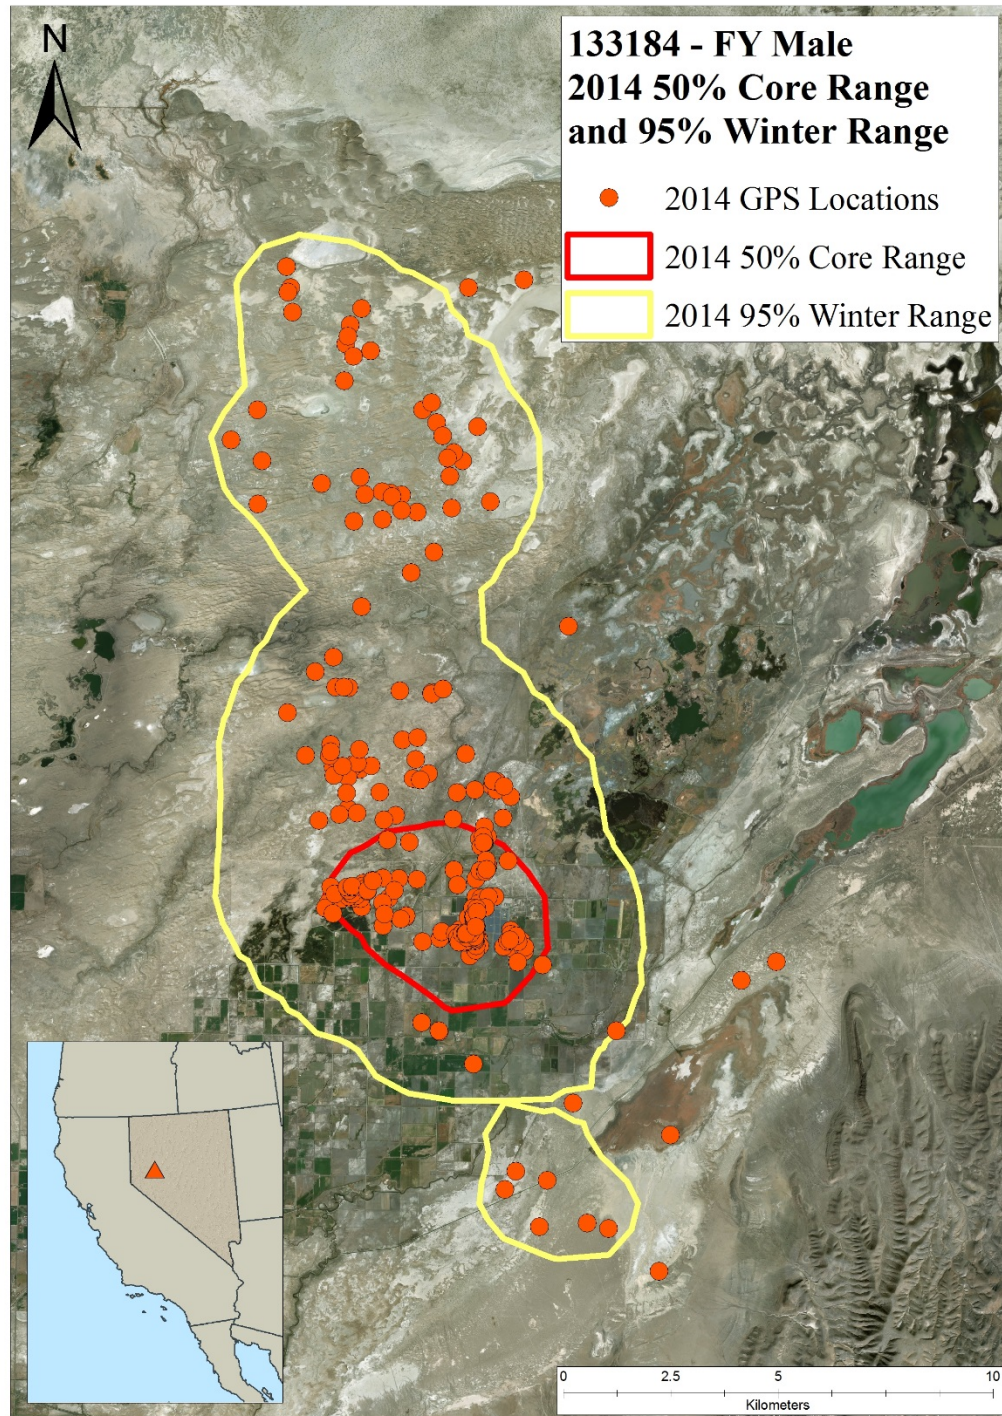 N
133184 - FY Male
2014 50% Core Range
and 95% Winter Range
2014 GPS Locations
2014 50% Core Range
2014 95% Winter Range
0 2.5 5 10
Kilometers